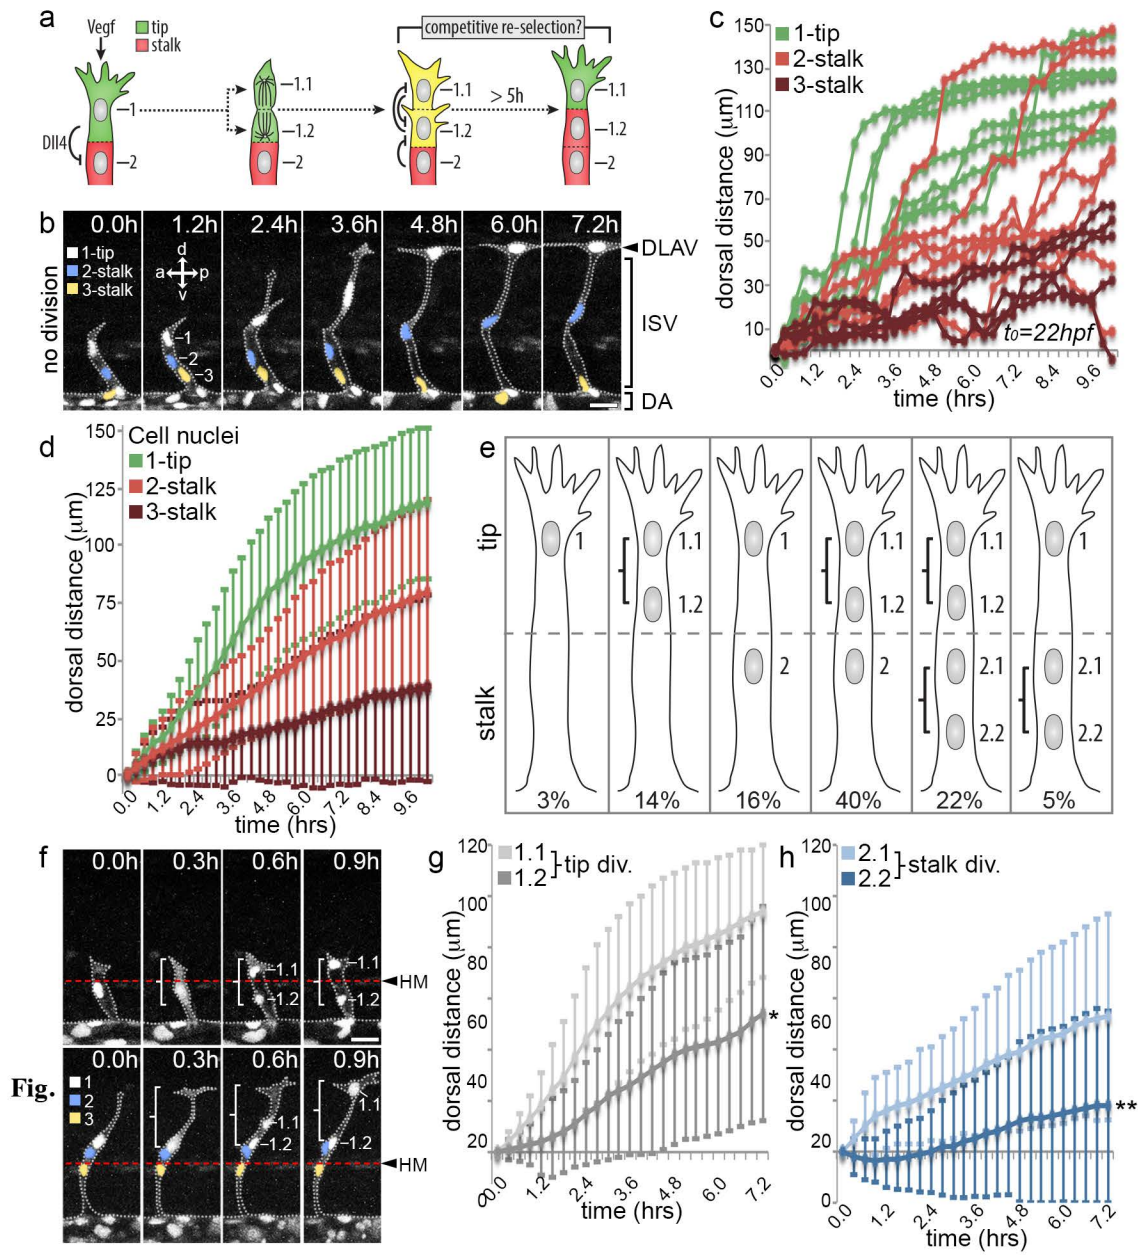 a
Vegf
tip
stalk
competitive re-selection?
–1
Dll4
–2
–1.1
–1.2
–2
–1.1
–1.2
–2
> 5h
–1.1
–1.2
–2
b
no division
0.0h 1.2h 2.4h 3.6h 4.8h 6.0h 7.2h
1-tip
2-stalk
3-stalk
d
a p
v
–1
–2
–3
DLAV
ISV
DA
c
1-tip
2-stalk
3-stalk
dorsal distance (µm)
150
130
110
90
70
50
30
10
t0=22hpf
0.0 1.2 2.4 3.6 4.8 6.0 7.2 8.4 9.6
time (hrs)
d
Cell nuclei
1-tip
2-stalk
3-stalk
dorsal distance (µm)
150
125
100
75
50
25
0
0.0 1.2 2.4 3.6 4.8 6.0 7.2 8.4 9.6
time (hrs)
e
tip
stalk
1 1.1 1 1.1 1.1 1
1.2 1.2 1.2
2 2 2.1 2.1
2.2 2.2
3% 14% 16% 40% 22% 5%
f
0.0h 0.3h 0.6h 0.9h
–1.1
–1.2
–1.1
–1.2
HM
Fig.
0.0h 0.3h 0.6h 0.9h
1
2
3
–1.1
–1.2
1.1
–1.2
HM
g
1.1
1.2
tip div.
dorsal distance (µm)
120
100
80
60
40
20
0
*
0.0 1.2 2.4 3.6 4.8 6.0 7.2
time (hrs)
h
2.1
2.2
stalk div.
dorsal distance (µm)
120
100
80
60
40
20
0
**
0.0 1.2 2.4 3.6 4.8 6.0 7.2
time (hrs)